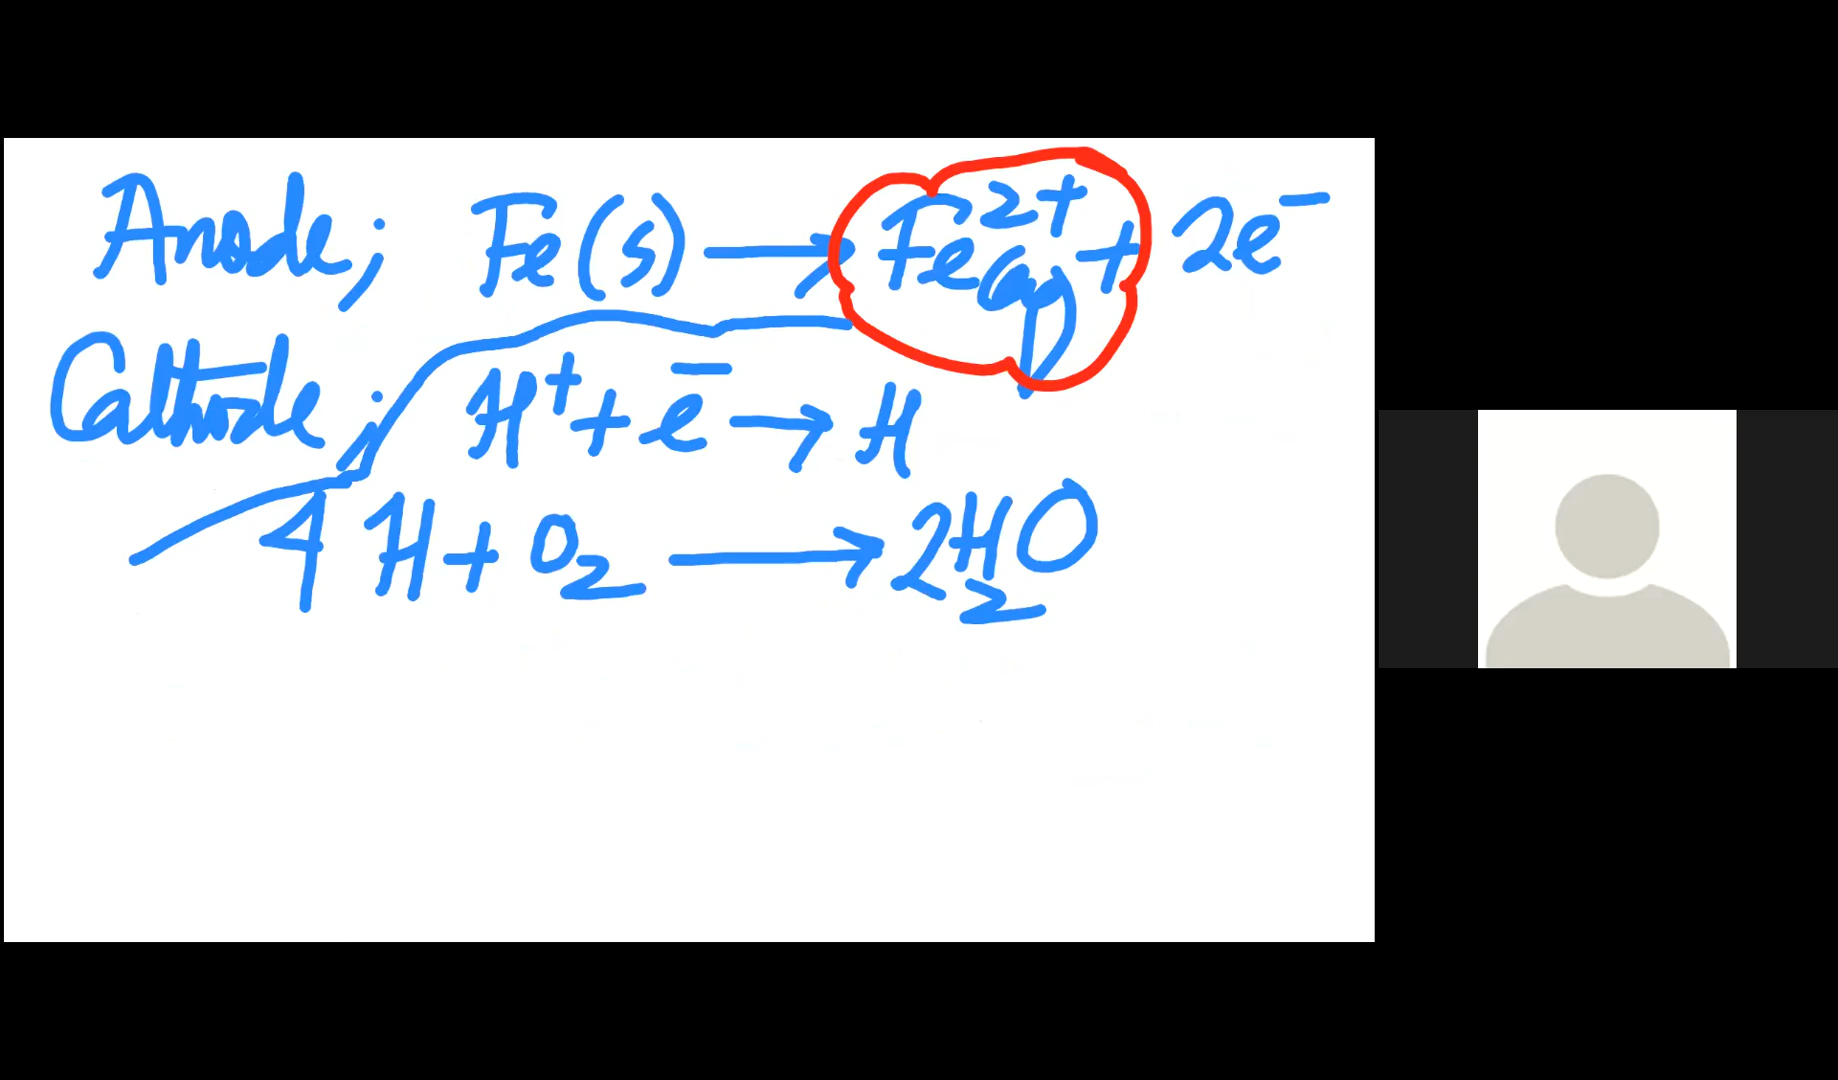 Anode; Fe(s) → Fe²⁺(aq) + 2e⁻
Cathode; H⁺ + e⁻ → H
4H + O₂ → 2H₂O